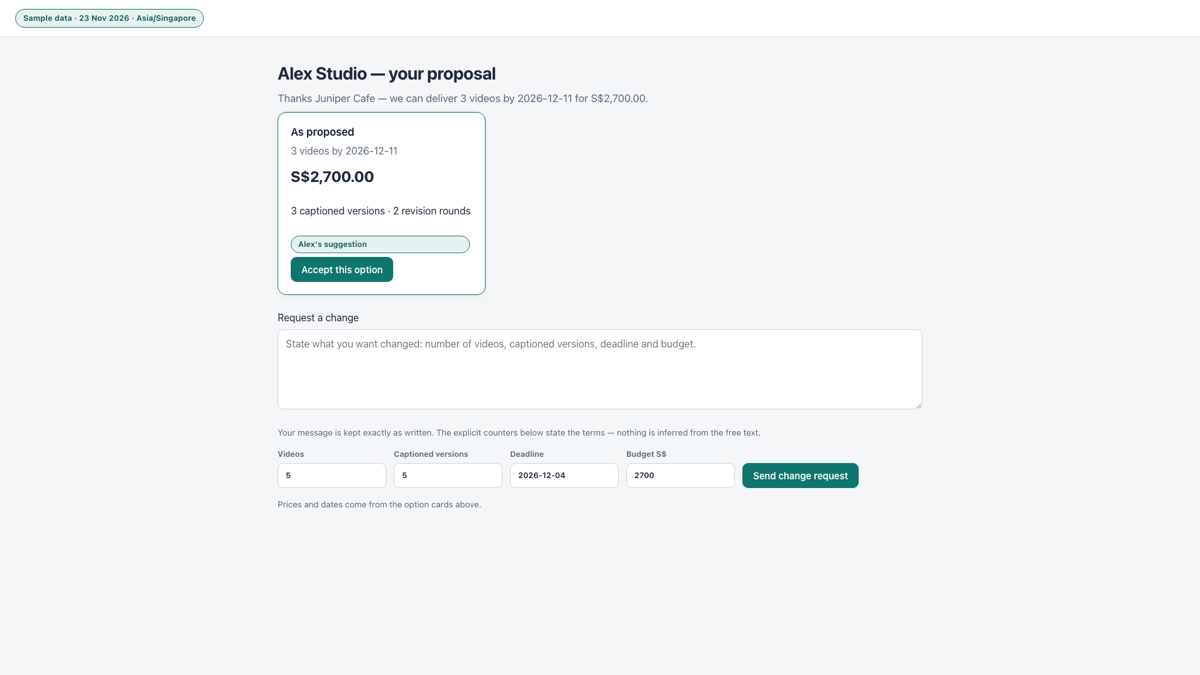 Sample data · 23 Nov 2026 · Asia/Singapore
Alex Studio — your proposal
Thanks Juniper Cafe — we can deliver 3 videos by 2026-12-11 for S$2,700.00.
As proposed
3 videos by 2026-12-11
S$2,700.00
3 captioned versions · 2 revision rounds
Alex's suggestion
Accept this option
Request a change
State what you want changed: number of videos, captioned versions, deadline and budget.
Your message is kept exactly as written. The explicit counters below state the terms — nothing is inferred from the free text.
Videos Captioned versions Deadline Budget S$
5 5 2026-12-04 2700 Send change request
Prices and dates come from the option cards above.